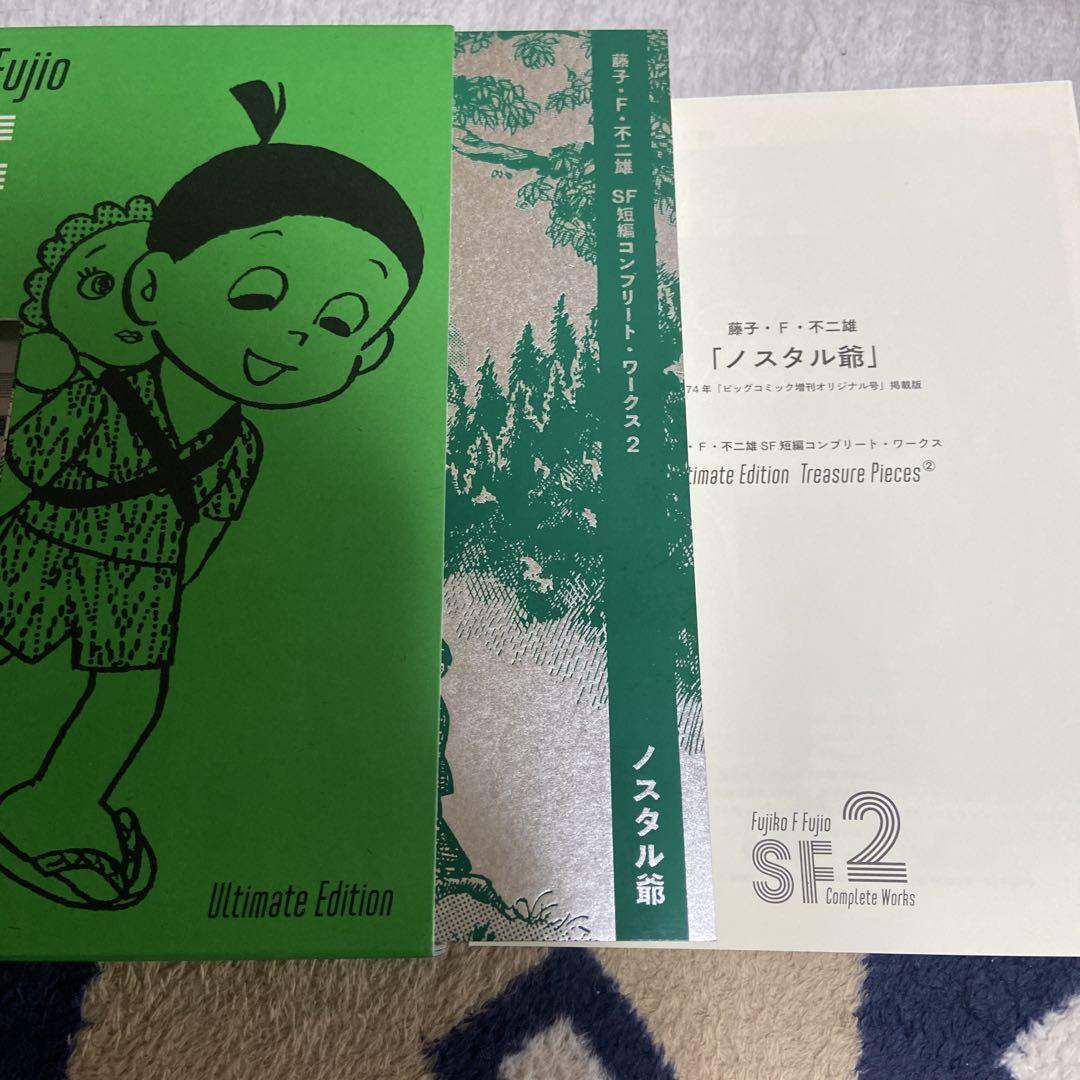 Fujio
Ultimate Edition
藤子・F・不二雄 SF短編コンプリート・ワークス 2
ノスタル爺
藤子・F・不二雄
「ノスタル爺」
74年「ビッグコミック増刊オリジナル号」掲載版
・F・不二雄SF短編コンプリート・ワークス
timate Edition Treasure Pieces②
Fujiko F Fujio
SF2
Complete Works